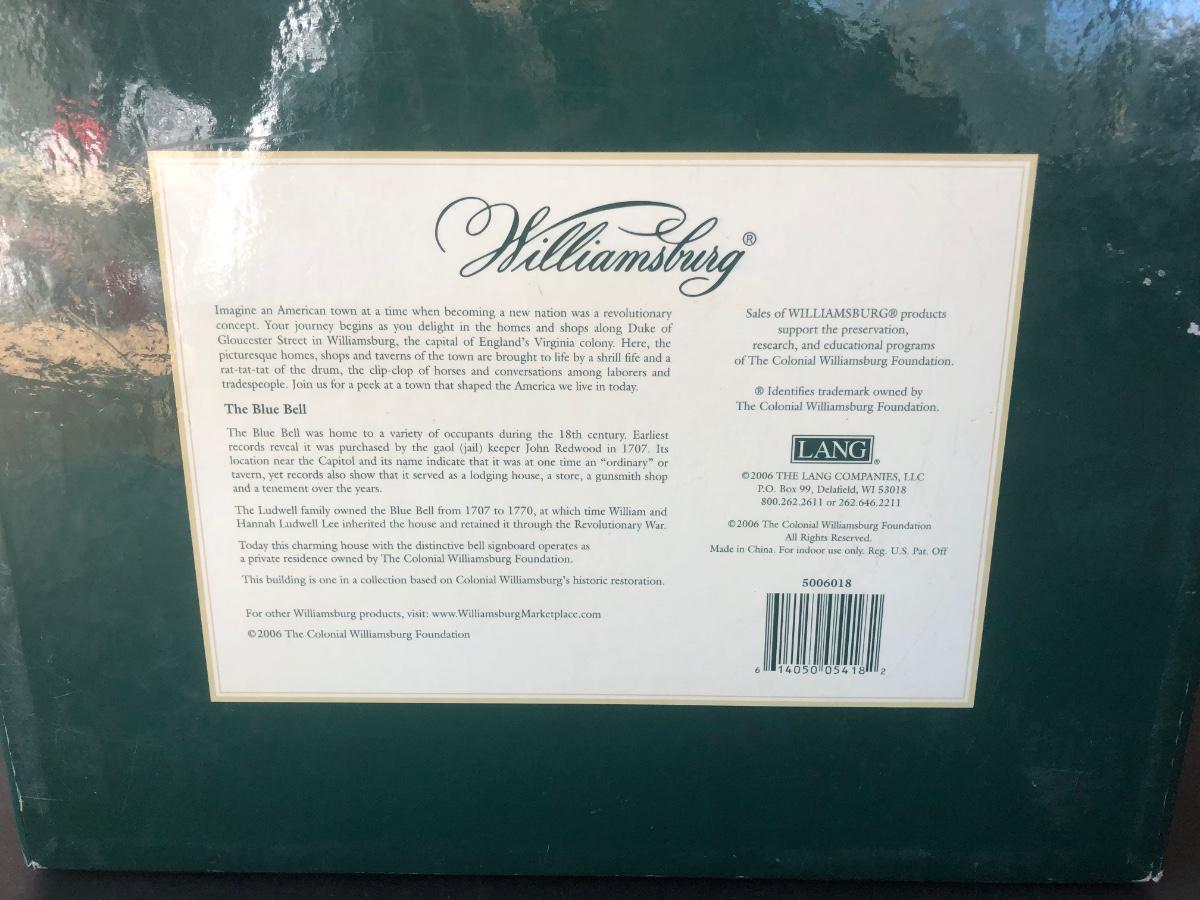 Williamsburg®
Imagine an American town at a time when becoming a new nation was a revolutionary
concept. Your journey begins as you delight in the homes and shops along Duke of
Gloucester Street in Williamsburg, the capital of England's Virginia colony. Here, the
picturesque homes, shops and taverns of the town are brought to life by a shrill fife and a
rat-tat-tat of the drum, the clip-clop of horses and conversations among laborers and
tradespeople. Join us for a peek at a town that shaped the America we live in today.
The Blue Bell
The Blue Bell was home to a variety of occupants during the 18th century. Earliest
records reveal it was purchased by the gaol (jail) keeper John Redwood in 1707. Its
location near the Capitol and its name indicate that it was at one time an "ordinary" or
tavern, yet records also show that it served as a lodging house, a store, a gunsmith shop
and a tenement over the years.
The Ludwell family owned the Blue Bell from 1707 to 1770, at which time William and
Hannah Ludwell Lee inherited the house and retained it through the Revolutionary War.
Today this charming house with the distinctive bell signboard operates as
a private residence owned by The Colonial Williamsburg Foundation.
This building is one in a collection based on Colonial Williamsburg's historic restoration.
For other Williamsburg products, visit: www.WilliamsburgMarketplace.com
©2006 The Colonial Williamsburg Foundation
Sales of WILLIAMSBURG® products
support the preservation,
research, and educational programs
of The Colonial Williamsburg Foundation.
® Identifies trademark owned by
The Colonial Williamsburg Foundation.
LANG®
©2006 THE LANG COMPANIES, LLC
P.O. Box 99, Delafield, WI 53018
800.262.2611 or 262.646.2211
©2006 The Colonial Williamsburg Foundation
All Rights Reserved.
Made in China. For indoor use only. Reg. U.S. Pat. Off
5006018
6 14050 05418 2